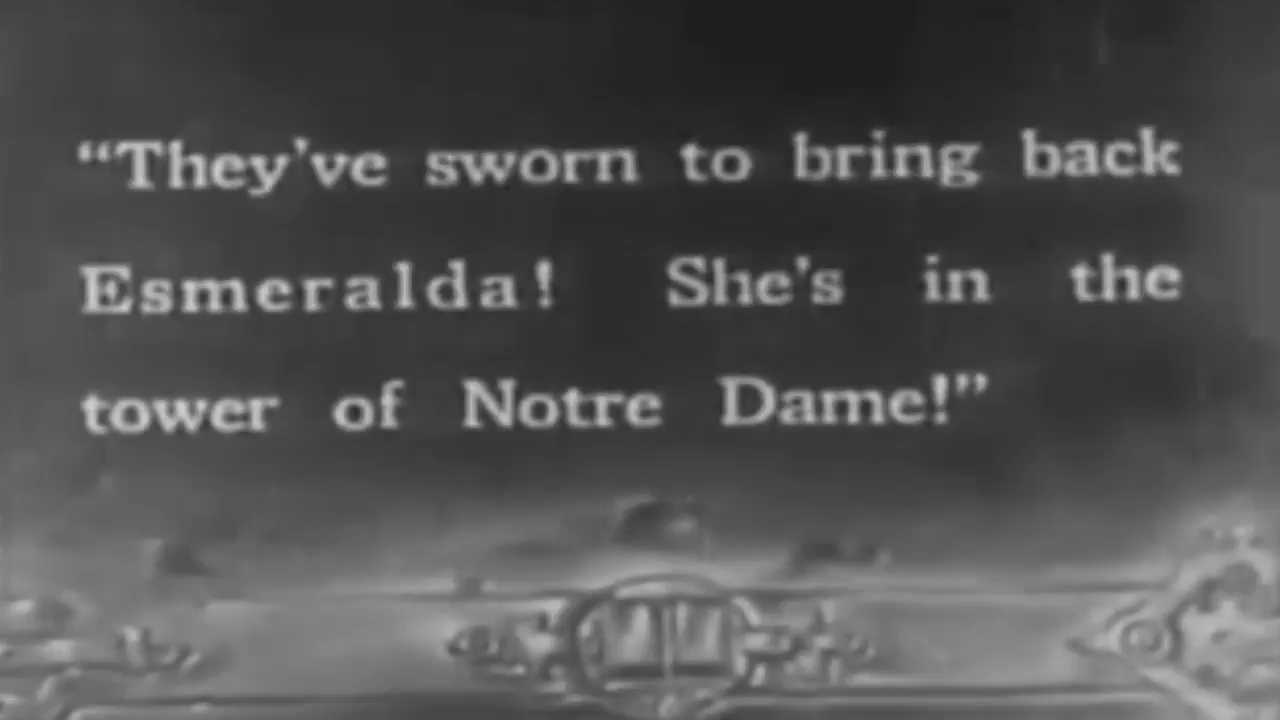 “They've sworn to bring back
Esmeralda! She's in the
tower of Notre Dame!”